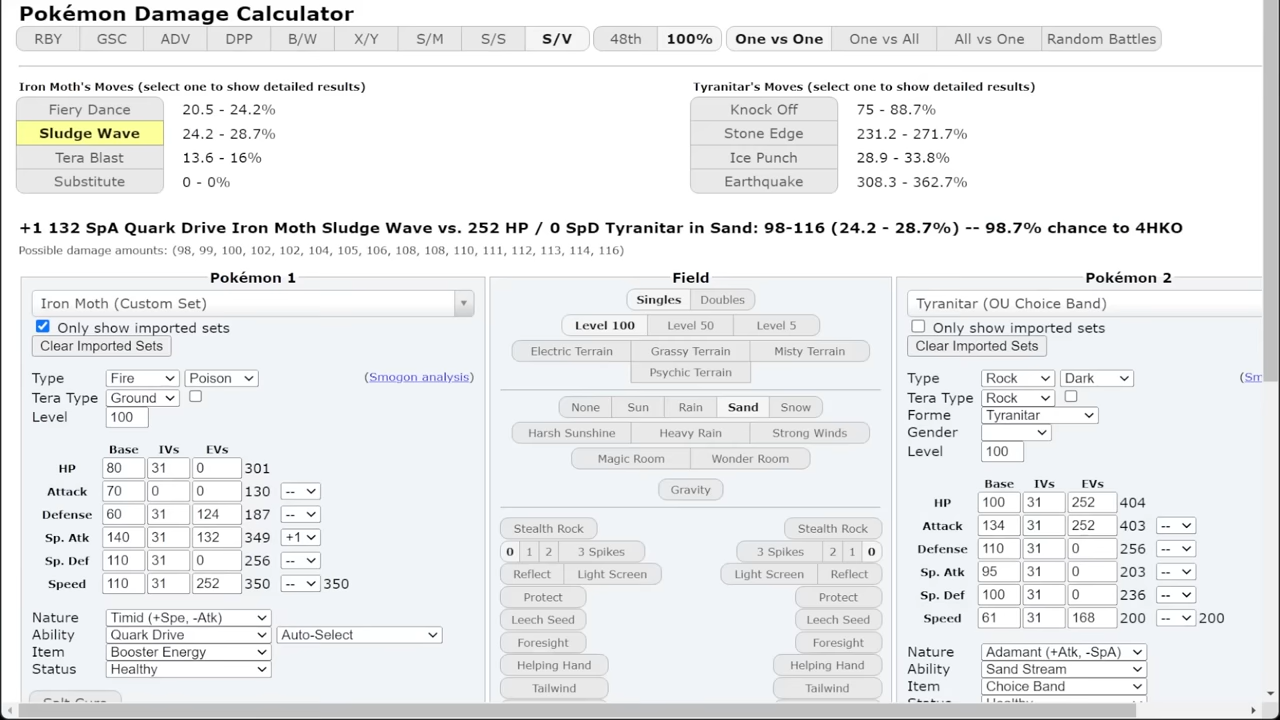 Pokémon Damage Calculator
RBY GSC ADV DPP B/W X/Y S/M S/S S/V 48th 100% One vs One One vs All All vs One Random Battles
Iron Moth's Moves (select one to show detailed results)
Fiery Dance 20.5 - 24.2%
Sludge Wave 24.2 - 28.7%
Tera Blast 13.6 - 16%
Substitute 0 - 0%
Tyranitar's Moves (select one to show detailed results)
Knock Off 75 - 88.7%
Stone Edge 231.2 - 271.7%
Ice Punch 28.9 - 33.8%
Earthquake 308.3 - 362.7%
+1 132 SpA Quark Drive Iron Moth Sludge Wave vs. 252 HP / 0 SpD Tyranitar in Sand: 98-116 (24.2 - 28.7%) -- 98.7% chance to 4HKO
Possible damage amounts: (98, 99, 100, 102, 102, 104, 105, 106, 108, 108, 110, 111, 112, 113, 114, 116)
Pokémon 1
Iron Moth (Custom Set)
Only show imported sets
Clear Imported Sets
Type Fire Poison (Smogon analysis)
Tera Type Ground
Level 100
Base IVs EVs
HP 80 31 0 301
Attack 70 0 0 130 --
Defense 60 31 124 187 --
Sp. Atk 140 31 132 349 +1
Sp. Def 110 31 0 256 --
Speed 110 31 252 350 -- 350
Nature Timid (+Spe, -Atk)
Ability Quark Drive Auto-Select
Item Booster Energy
Status Healthy
Salt Cure
Field
Singles Doubles
Level 100 Level 50 Level 5
Electric Terrain Grassy Terrain Misty Terrain
Psychic Terrain
None Sun Rain Sand Snow
Harsh Sunshine Heavy Rain Strong Winds
Magic Room Wonder Room
Gravity
Stealth Rock Stealth Rock
0 1 2 3 Spikes 3 Spikes 2 1 0
Reflect Light Screen Light Screen Reflect
Protect Protect
Leech Seed Leech Seed
Foresight Foresight
Helping Hand Helping Hand
Tailwind Tailwind
Pokémon 2
Tyranitar (OU Choice Band)
Only show imported sets
Clear Imported Sets
Type Rock Dark (Sm
Tera Type Rock
Forme Tyranitar
Gender
Level 100
Base IVs EVs
HP 100 31 252 404
Attack 134 31 252 403 --
Defense 110 31 0 256 --
Sp. Atk 95 31 0 203 --
Sp. Def 100 31 0 236 --
Speed 61 31 168 200 -- 200
Nature Adamant (+Atk, -SpA)
Ability Sand Stream
Item Choice Band
Status Healthy